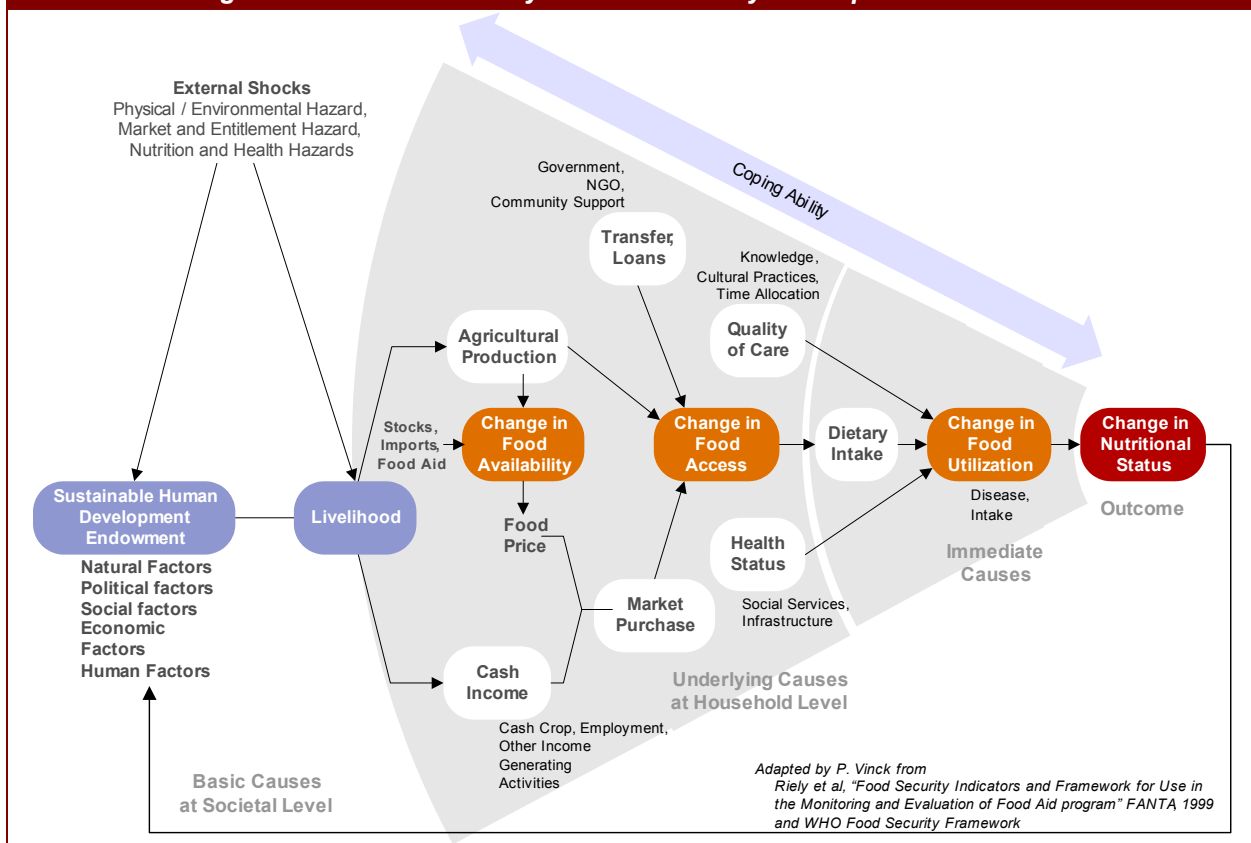 External Shocks
Physical / Environmental Hazard,
Market and Entitlement Hazard,
Nutrition and Health Hazards
Coping Ability
Government,
NGO,
Community Support
Transfer,
Loans
Knowledge,
Cultural Practices,
Time Allocation
Quality
of Care
Agricultural
Production
Stocks,
Imports,
Food Aid
Change in
Food
Availability
Change in
Food
Access
Dietary
Intake
Change in
Food
Utilization
Change in
Nutritional
Status
Disease,
Intake
Outcome
Immediate
Causes
Sustainable Human
Development
Endowment
Livelihood
Food
Price
Health
Status
Social Services,
Infrastructure
Natural Factors
Political factors
Social factors
Economic
Factors
Human Factors
Market
Purchase
Cash
Income
Underlying Causes
at Household Level
Cash Crop, Employment,
Other Income
Generating
Activities
Basic Causes
at Societal Level
Adapted by P. Vinck from
Riely et al, “Food Security Indicators and Framework for Use in
the Monitoring and Evaluation of Food Aid program” FANTA, 1999
and WHO Food Security Framework